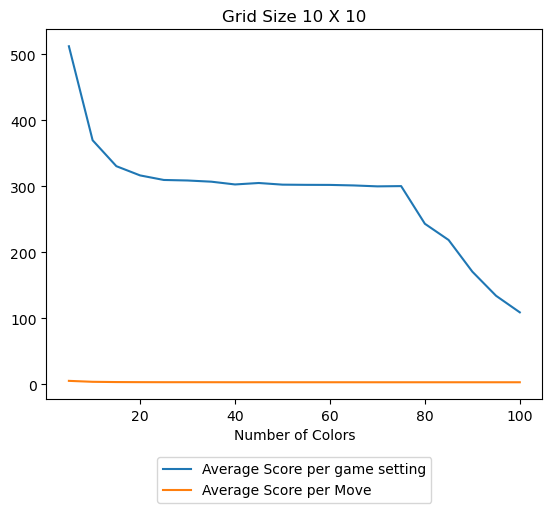 Grid Size 10 X 10
500
400
300
200
100
0
20 40 60 80 100
Number of Colors
Average Score per game setting
Average Score per Move